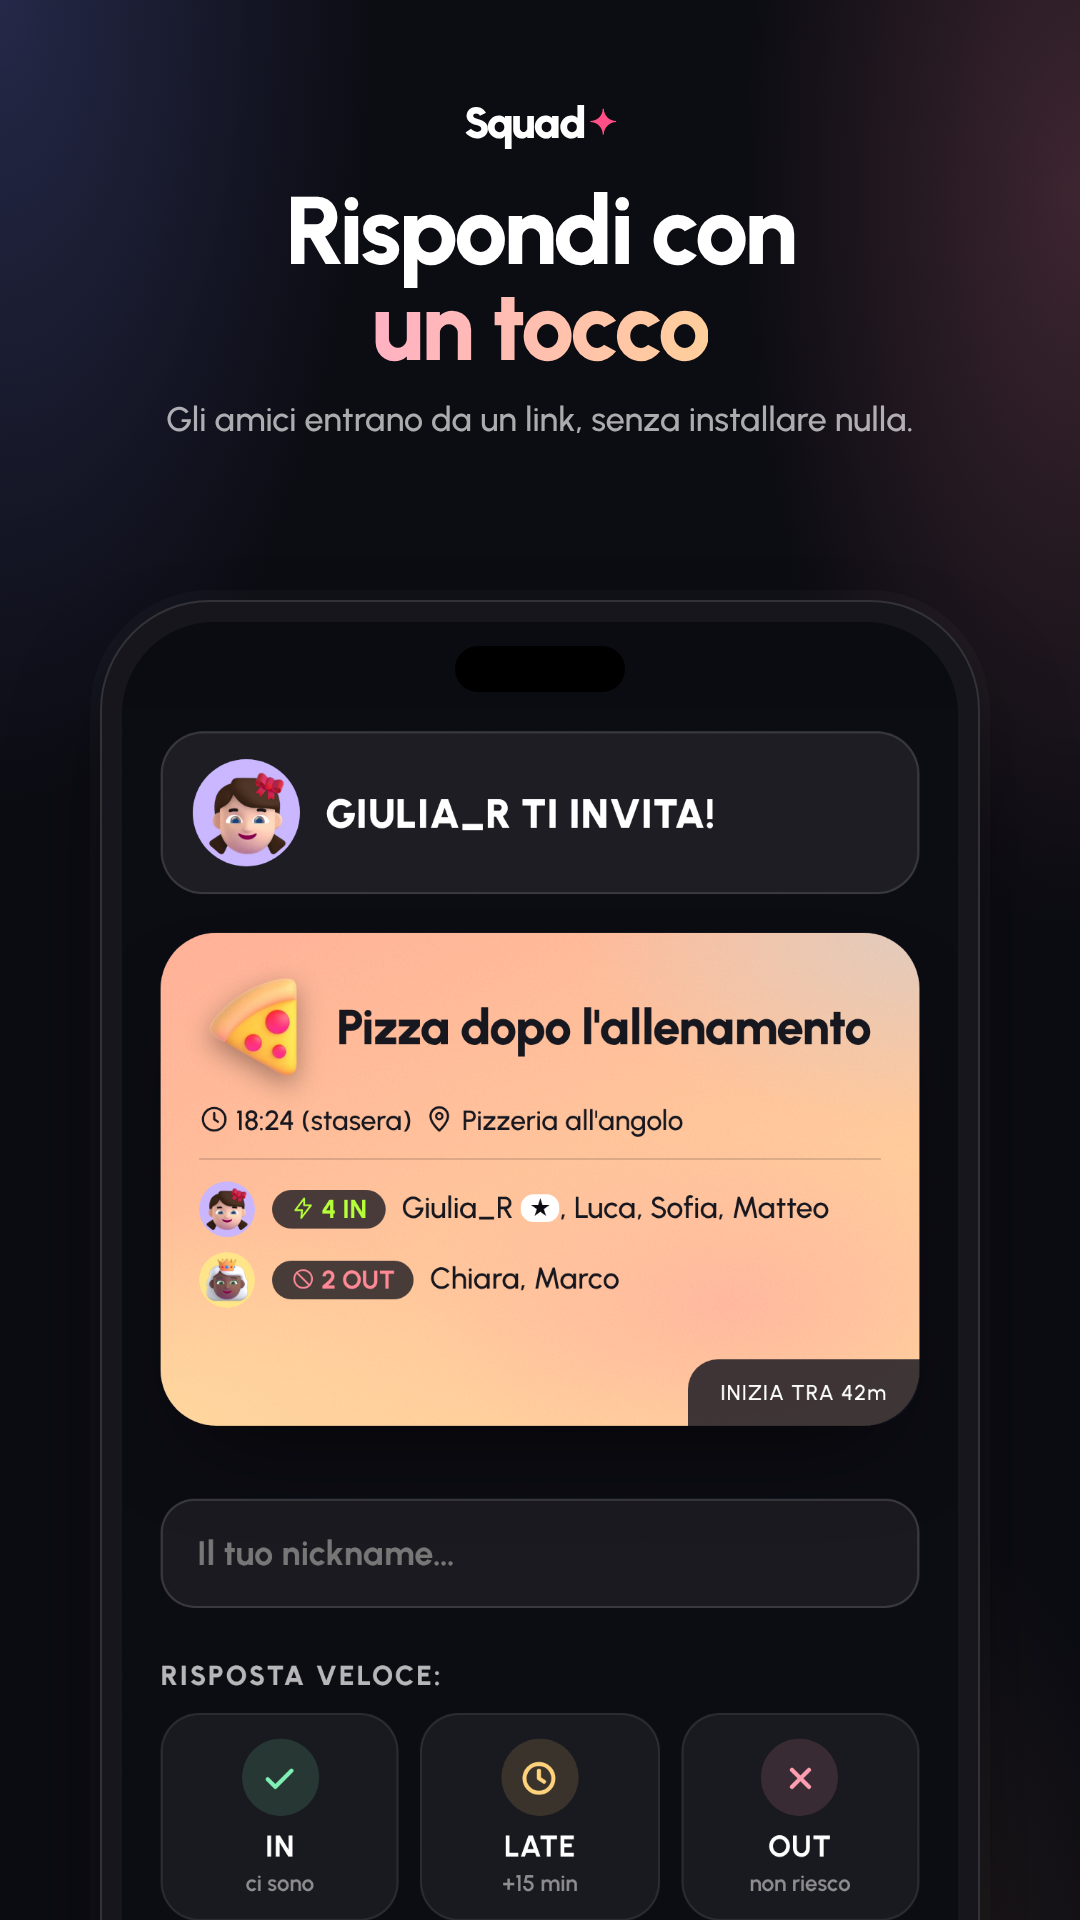 Squad
Rispondi con
un tocco
Gli amici entrano da un link, senza installare nulla.
GIULIA_R TI INVITA!
Pizza dopo l'allenamento
18:24 (stasera) Pizzeria all'angolo
4 IN Giulia_R ★, Luca, Sofia, Matteo
2 OUT Chiara, Marco
INIZIA TRA 42m
Il tuo nickname...
RISPOSTA VELOCE:
IN LATE OUT
ci sono +15 min non riesco